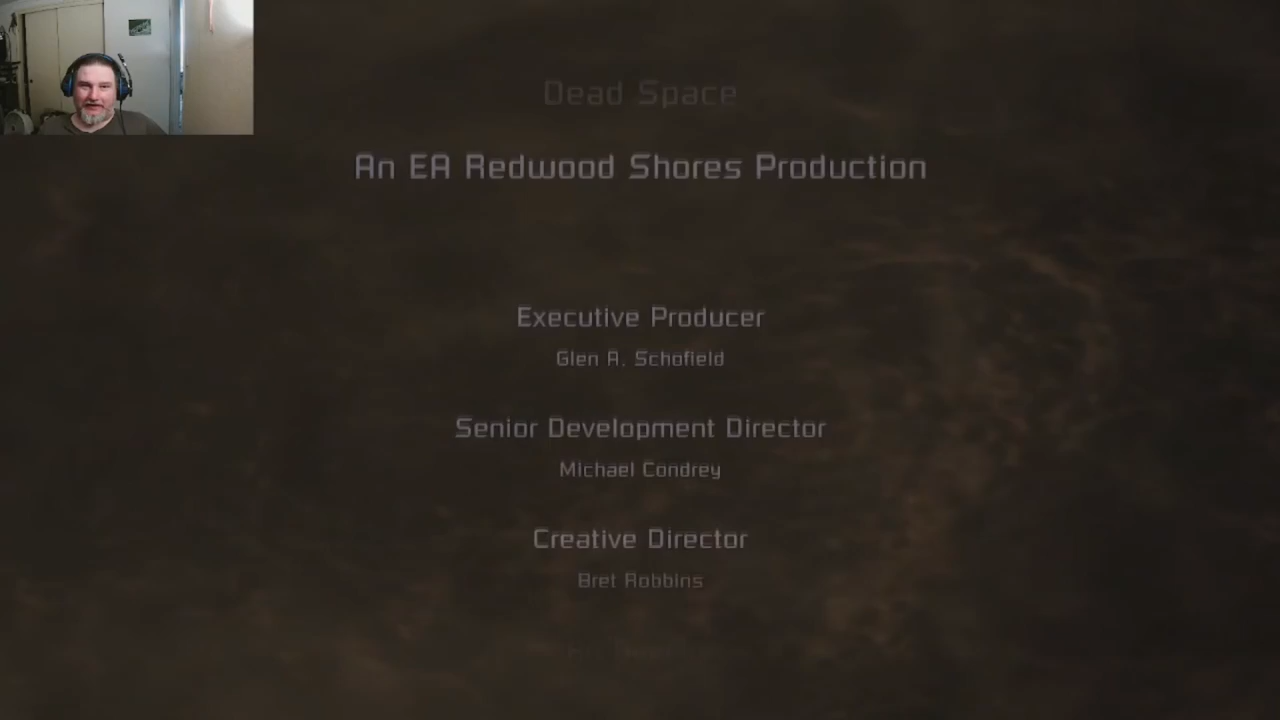 Dead Space
An EA Redwood Shores Production
Executive Producer
Glen A. Schofield
Senior Development Director
Michael Condrey
Creative Director
Bret Robbins